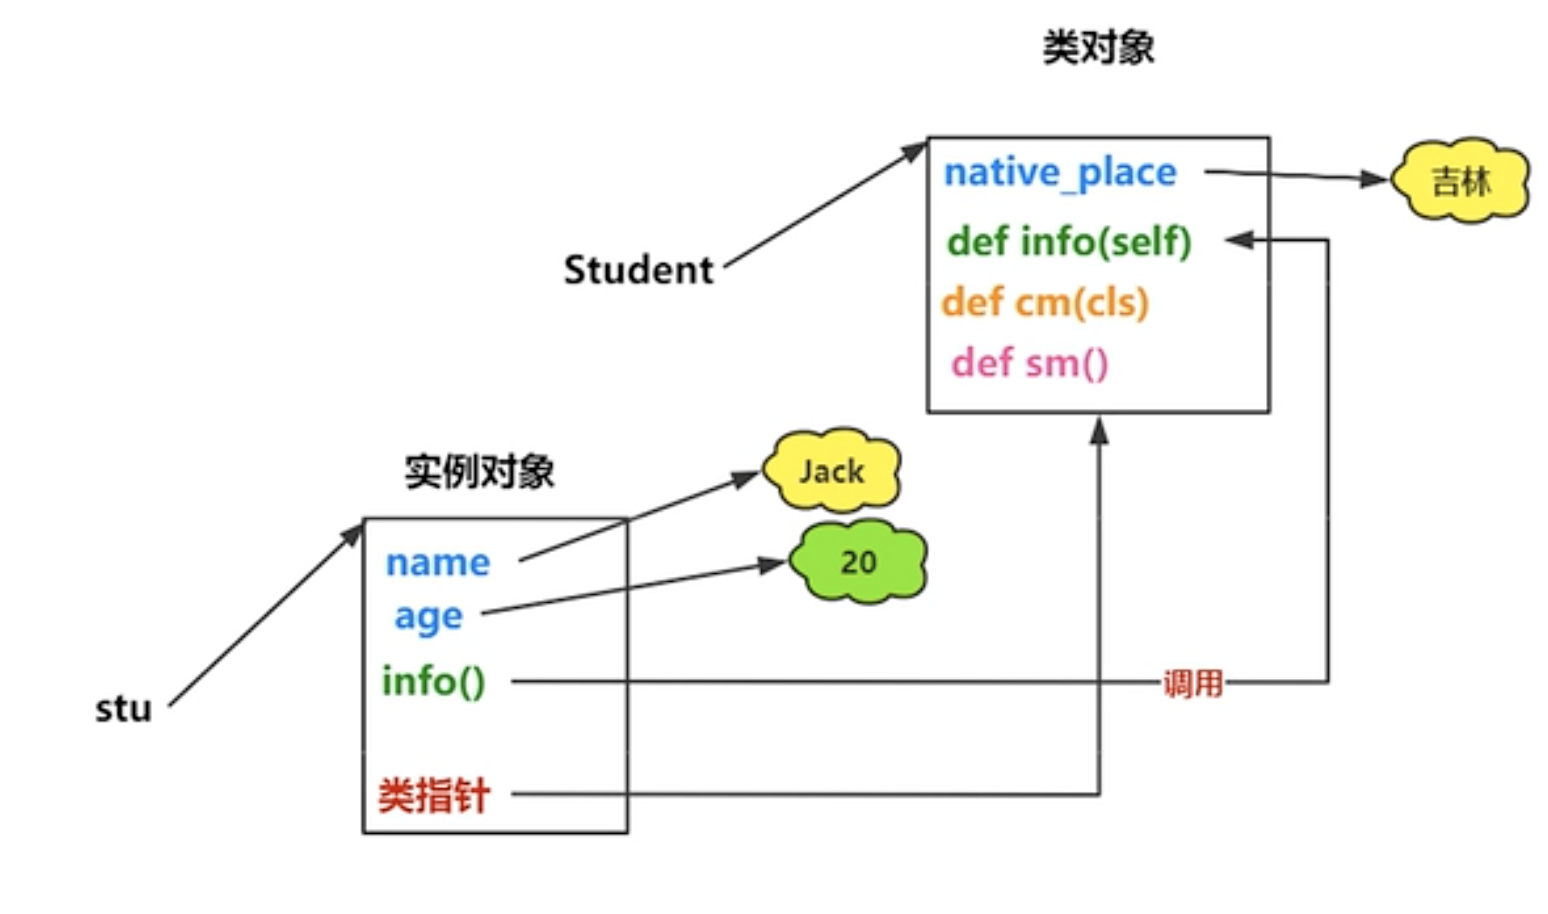 类对象
native_place
吉林
def info(self)
Student
def cm(cls)
def sm()
实例对象
Jack
name
20
age
info()
调用
stu
类指针